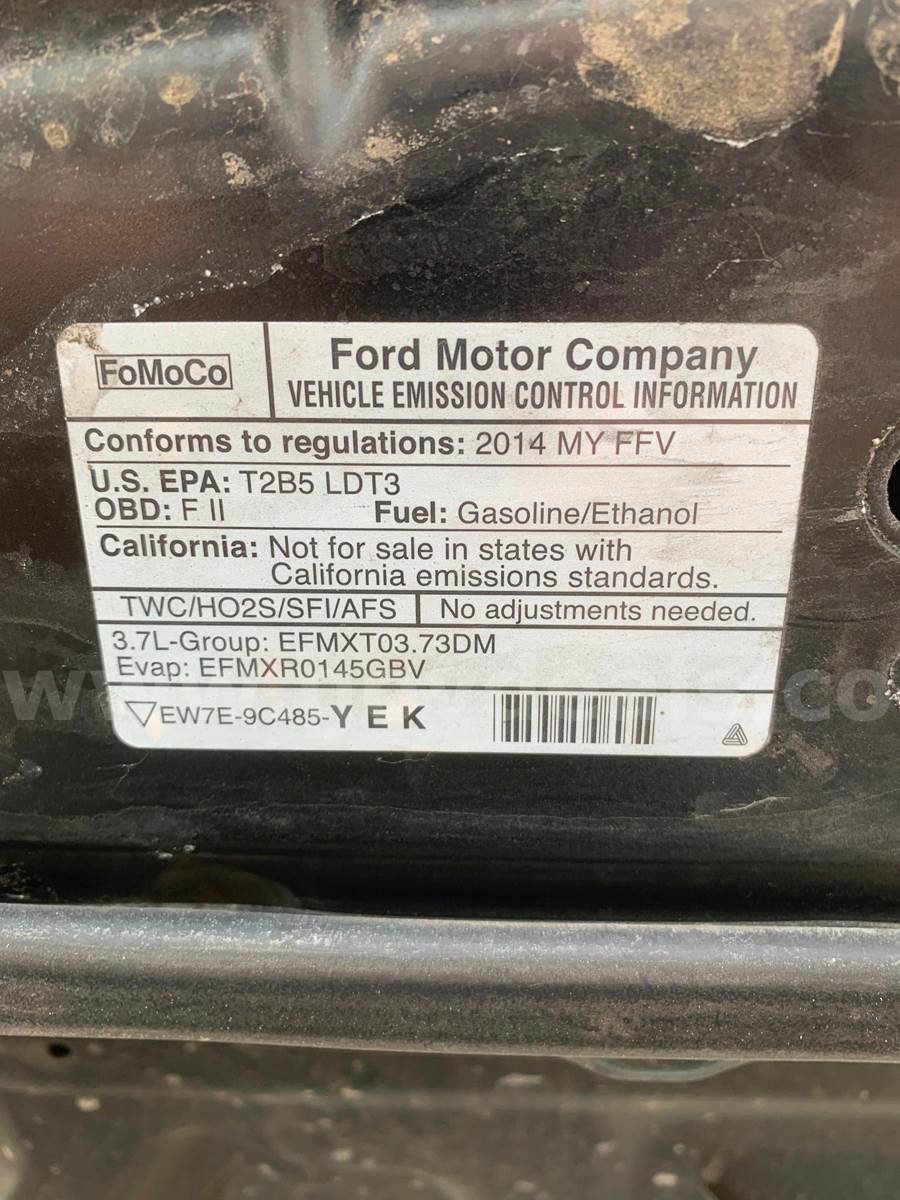 FoMoCo
Ford Motor Company
VEHICLE EMISSION CONTROL INFORMATION
Conforms to regulations: 2014 MY FFV
U.S. EPA: T2B5 LDT3
OBD: F II Fuel: Gasoline/Ethanol
California: Not for sale in states with
California emissions standards.
TWC/HO2S/SFI/AFS No adjustments needed.
3.7L-Group: EFMXT03.73DM
Evap: EFMXR0145GBV
EW7E-9C485-YEK